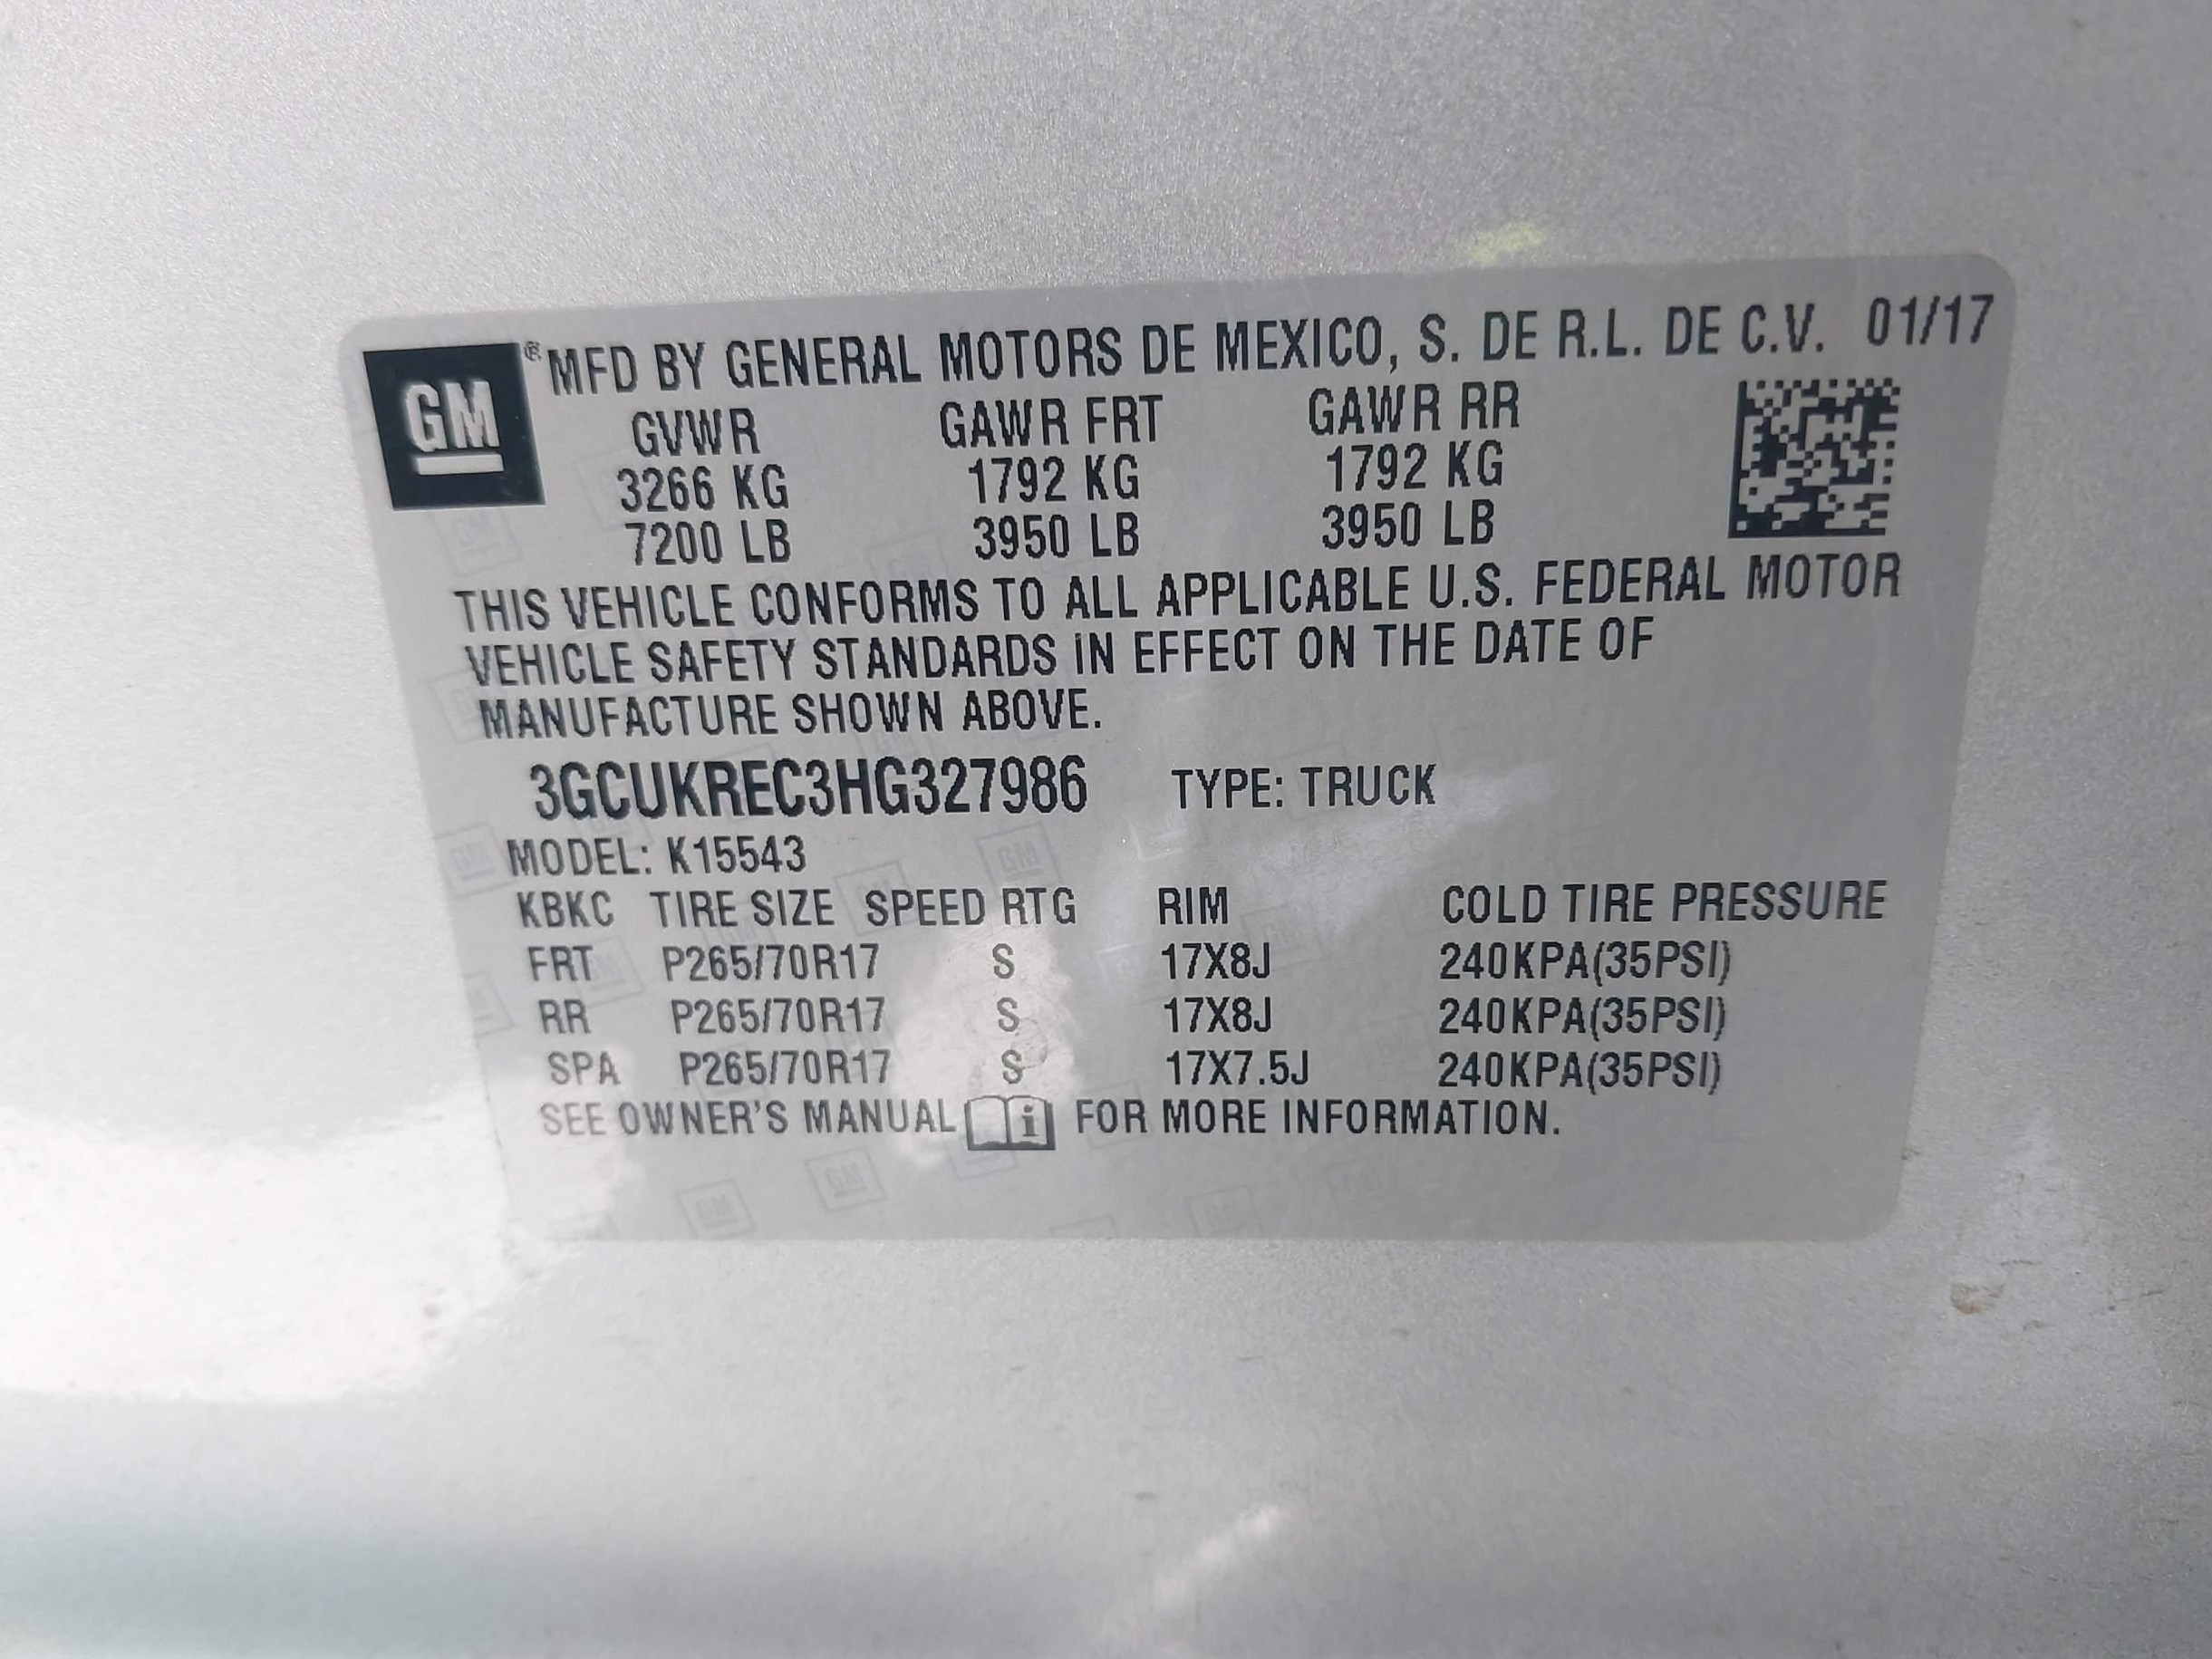 GM ® MFD BY GENERAL MOTORS DE MEXICO, S. DE R.L. DE C.V. 01/17
GVWR GAWR FRT GAWR RR
3266 KG 1792 KG 1792 KG
7200 LB 3950 LB 3950 LB
THIS VEHICLE CONFORMS TO ALL APPLICABLE U.S. FEDERAL MOTOR
VEHICLE SAFETY STANDARDS IN EFFECT ON THE DATE OF
MANUFACTURE SHOWN ABOVE.
3GCUKREC3HG327986 TYPE: TRUCK
MODEL: K15543
KBKC TIRE SIZE SPEED RTG RIM COLD TIRE PRESSURE
FRT P265/70R17 S 17X8J 240KPA(35PSI)
RR P265/70R17 S 17X8J 240KPA(35PSI)
SPA P265/70R17 S 17X7.5J 240KPA(35PSI)
SEE OWNER'S MANUAL i FOR MORE INFORMATION.